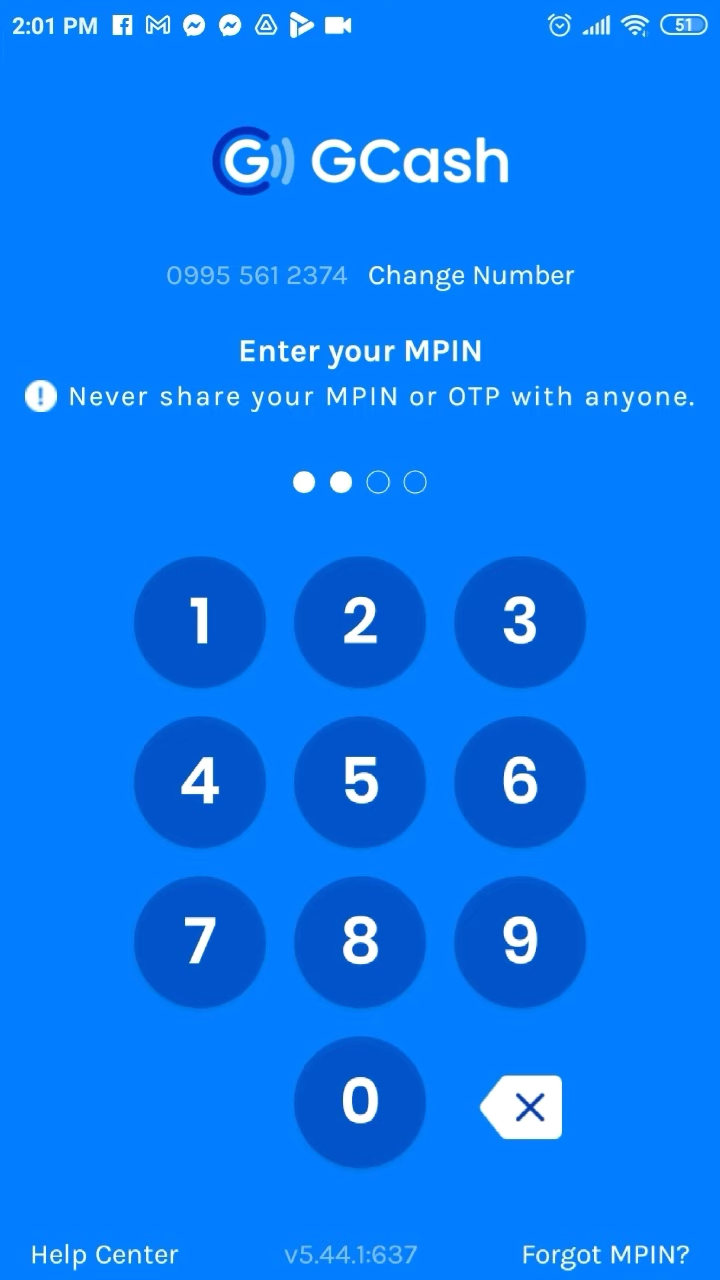 2:01 PM 51
G GCash
0995 561 2374 Change Number
Enter your MPIN
! Never share your MPIN or OTP with anyone.
1 2 3
4 5 6
7 8 9
0
Help Center v5.44.1:637 Forgot MPIN?